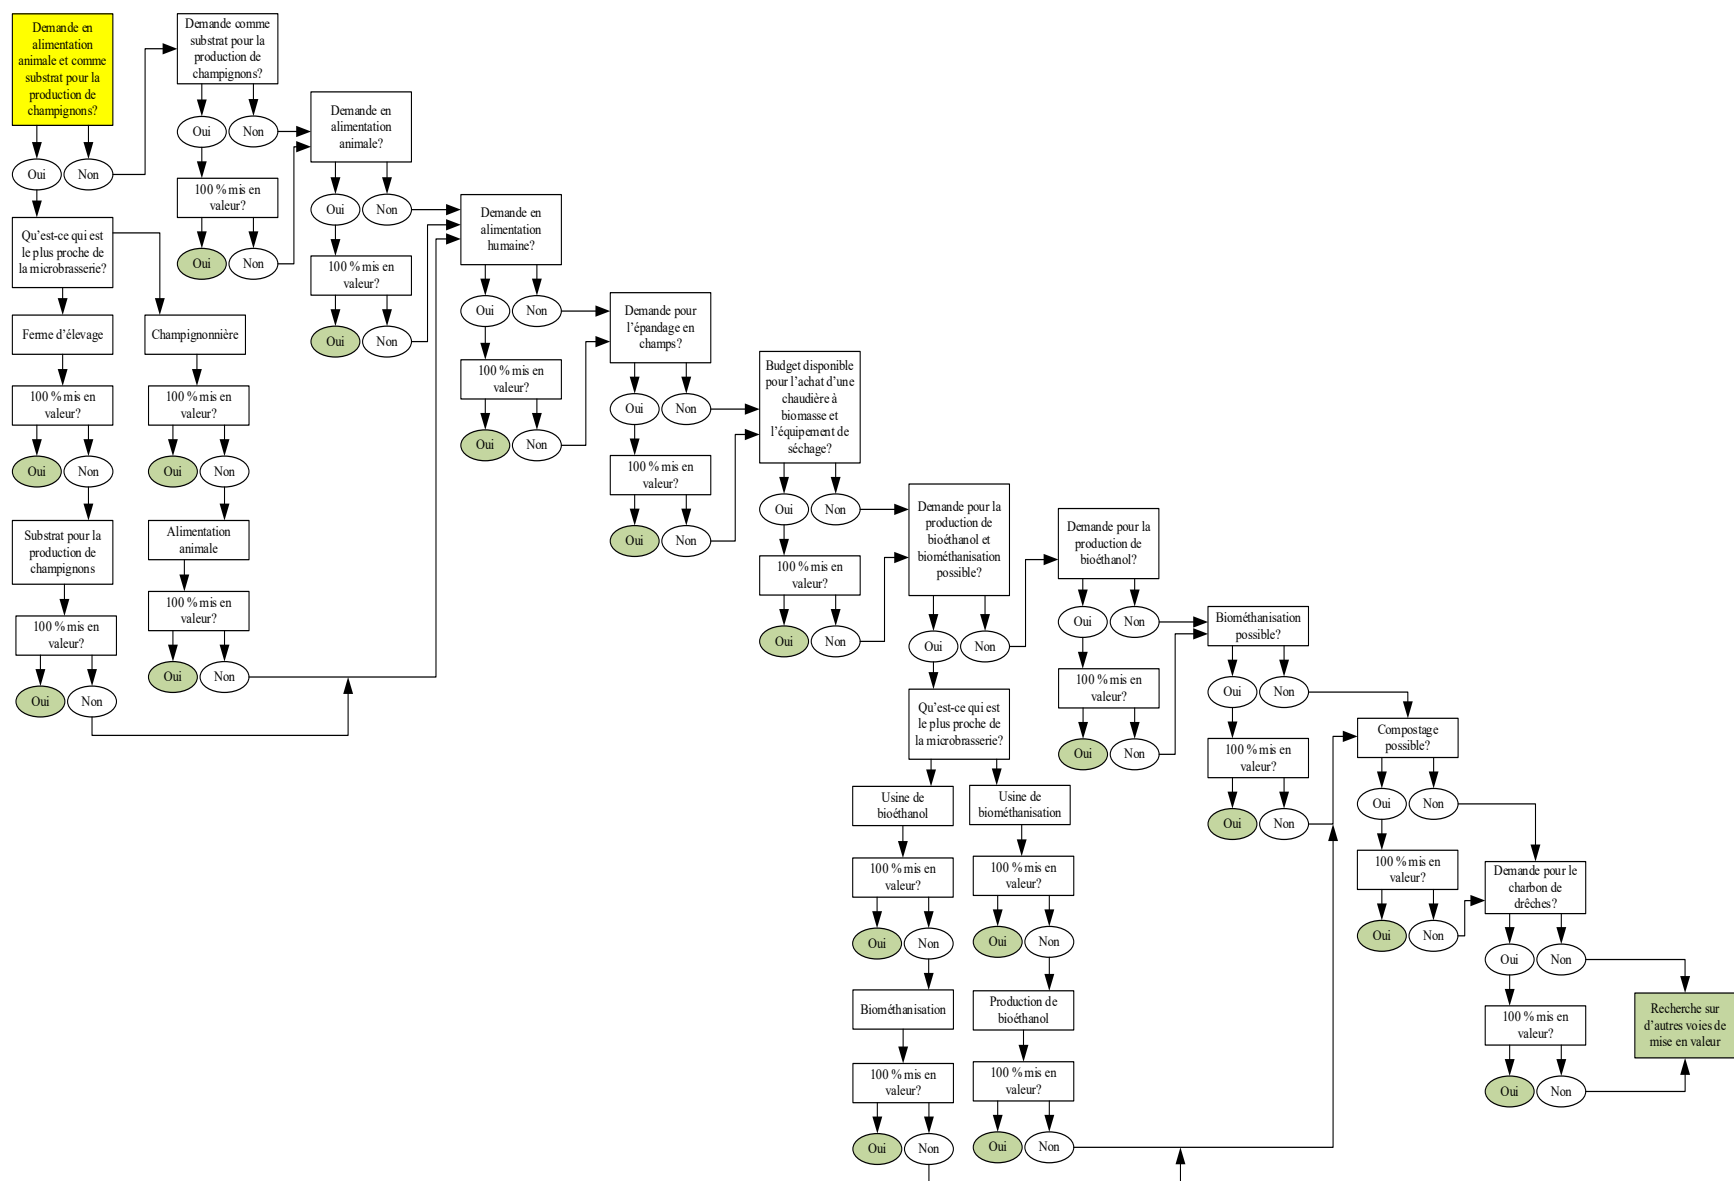 Demande en
alimentation
animale et comme
substrat pour la
production de
champignons?
Oui
Non
Qu'est-ce qui est
le plus proche de
la microbrasserie?
Ferme d'élevage
100 % mis en
valeur?
Oui
Non
Substrat pour la
production de
champignons
100 % mis en
valeur?
Oui
Non
Champignonnière
100 % mis en
valeur?
Oui
Non
Alimentation
animale
100 % mis en
valeur?
Oui
Non
Demande comme
substrat pour la
production de
champignons?
Oui
Non
100 % mis en
valeur?
Oui
Non
Demande en
alimentation
animale?
Oui
Non
100 % mis en
valeur?
Oui
Non
Demande en
alimentation
humaine?
Oui
Non
100 % mis en
valeur?
Oui
Non
Demande pour
l'épandage en
champs?
Oui
Non
100 % mis en
valeur?
Oui
Non
Budget disponible
pour l'achat d'une
chaudière à
biomasse et
l'équipement de
séchage?
Oui
Non
100 % mis en
valeur?
Oui
Non
Demande pour la
production de
bioéthanol et
biométhanisation
possible?
Oui
Non
Qu'est-ce qui est
le plus proche de
la microbrasserie?
Usine de
bioéthanol
100 % mis en
valeur?
Oui
Non
Biométhanisation
100 % mis en
valeur?
Oui
Non
Usine de
biométhanisation
100 % mis en
valeur?
Oui
Non
Production de
bioéthanol
100 % mis en
valeur?
Oui
Non
Demande pour la
production de
bioéthanol?
Oui
Non
100 % mis en
valeur?
Oui
Non
Biométhanisation
possible?
Oui
Non
100 % mis en
valeur?
Oui
Non
Compostage
possible?
Oui
Non
100 % mis en
valeur?
Oui
Non
Demande pour le
charbon de
drêches?
Oui
Non
100 % mis en
valeur?
Oui
Non
Recherche sur
d'autres voies de
mise en valeur